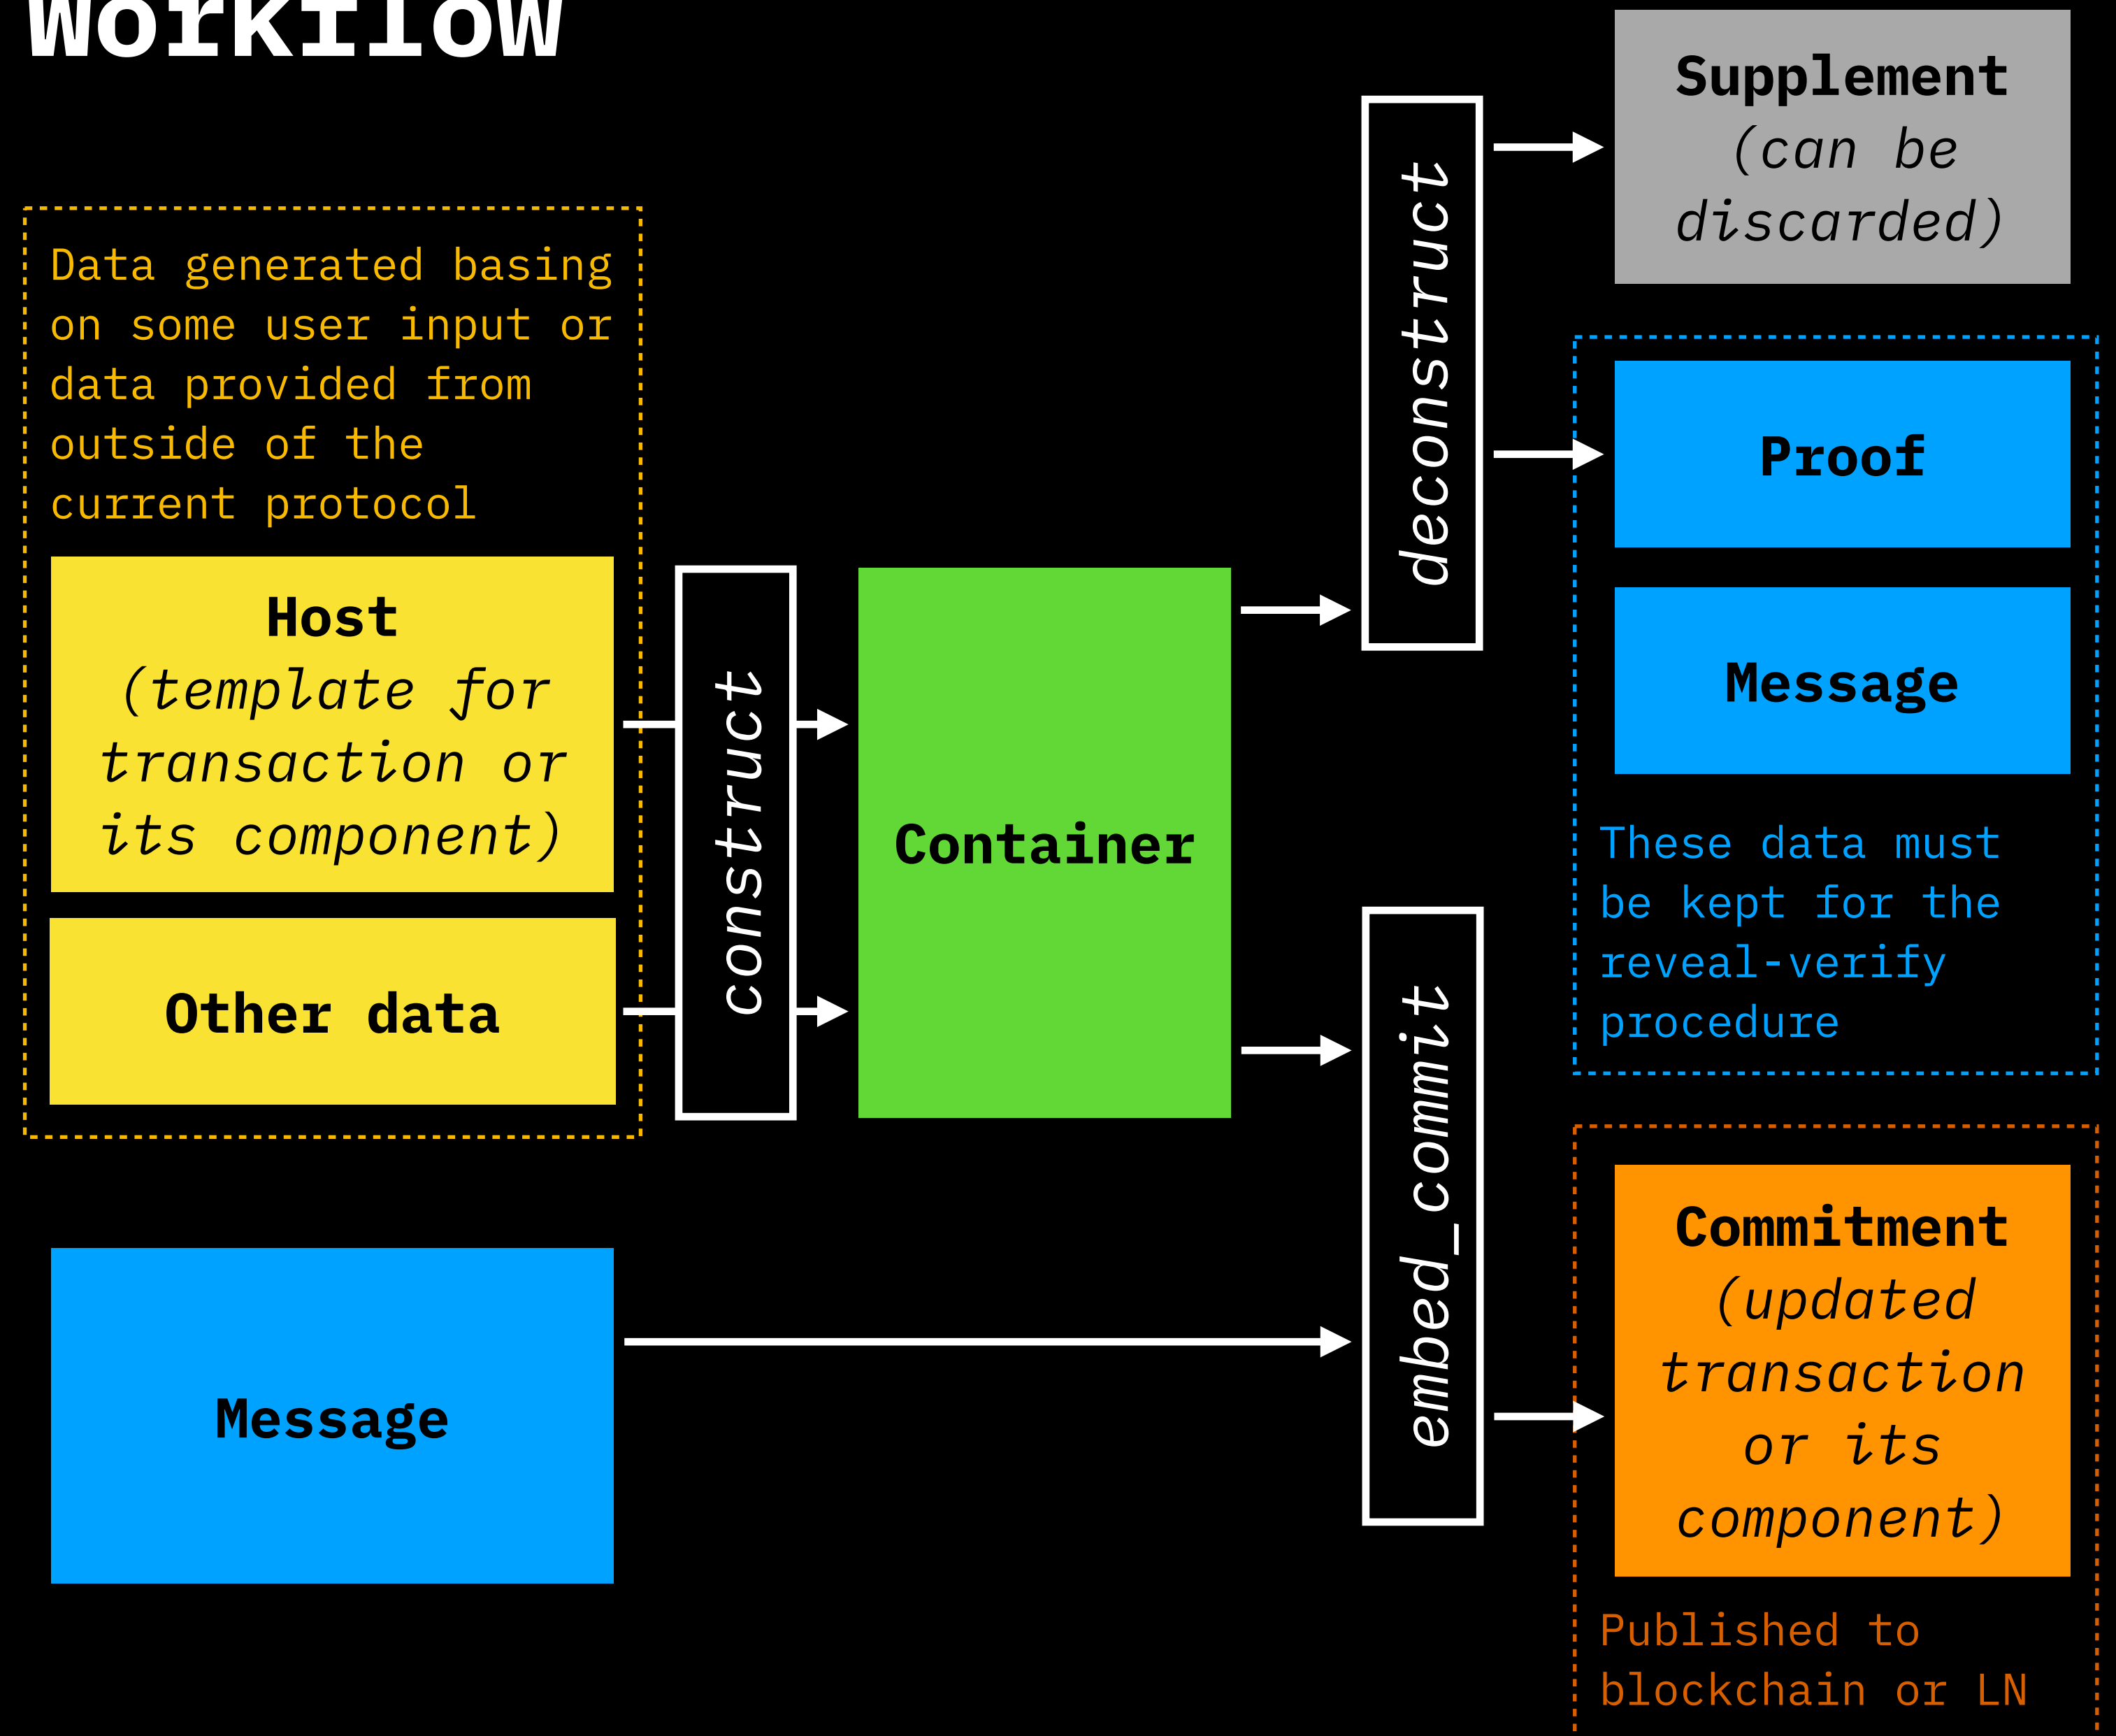 Workflow
Data generated basing
on some user input or
data provided from
outside of the
current protocol
Host
(template for
transaction or
its component)
Other data
Message
construct
Container
deconstruct
embed_commit
Supplement
(can be
discarded)
Proof
Message
These data must
be kept for the
reveal-verify
procedure
Commitment
(updated
transaction
or its
component)
Published to
blockchain or LN